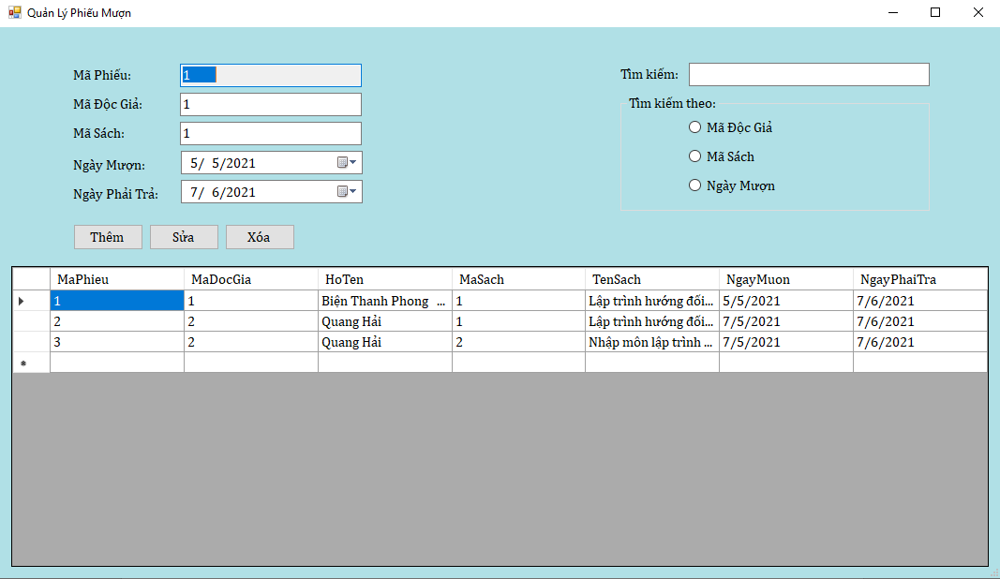 Quản Lý Phiếu Mượn
Mã Phiếu: 1
Mã Độc Giả: 1
Mã Sách: 1
Ngày Mượn: 5/ 5/2021
Ngày Phải Trả: 7/ 6/2021
Tìm kiếm:
Tìm kiếm theo:
Mã Độc Giả
Mã Sách
Ngày Mượn
Thêm Sửa Xóa
MaPhieu MaDocGia HoTen MaSach TenSach NgayMuon NgayPhaiTra
1 1 Biện Thanh Phong ... 1 Lập trình hướng đối... 5/5/2021 7/6/2021
2 2 Quang Hải 1 Lập trình hướng đối... 7/5/2021 7/6/2021
3 2 Quang Hải 2 Nhập môn lập trình ... 7/5/2021 7/6/2021